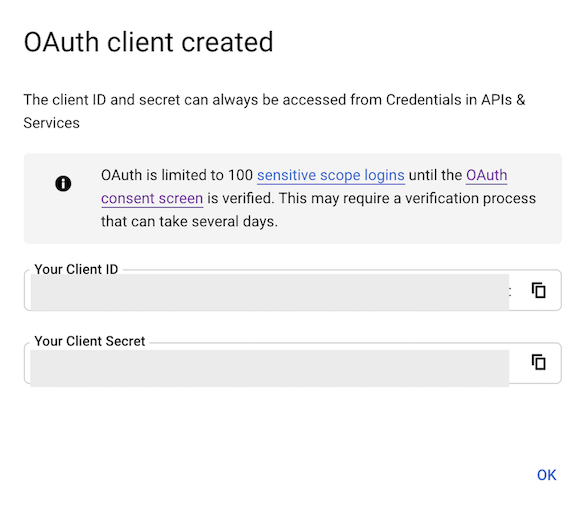 OAuth client created
The client ID and secret can always be accessed from Credentials in APIs &
Services
OAuth is limited to 100 sensitive scope logins until the OAuth
consent screen is verified. This may require a verification process
that can take several days.
Your Client ID
Your Client Secret
OK